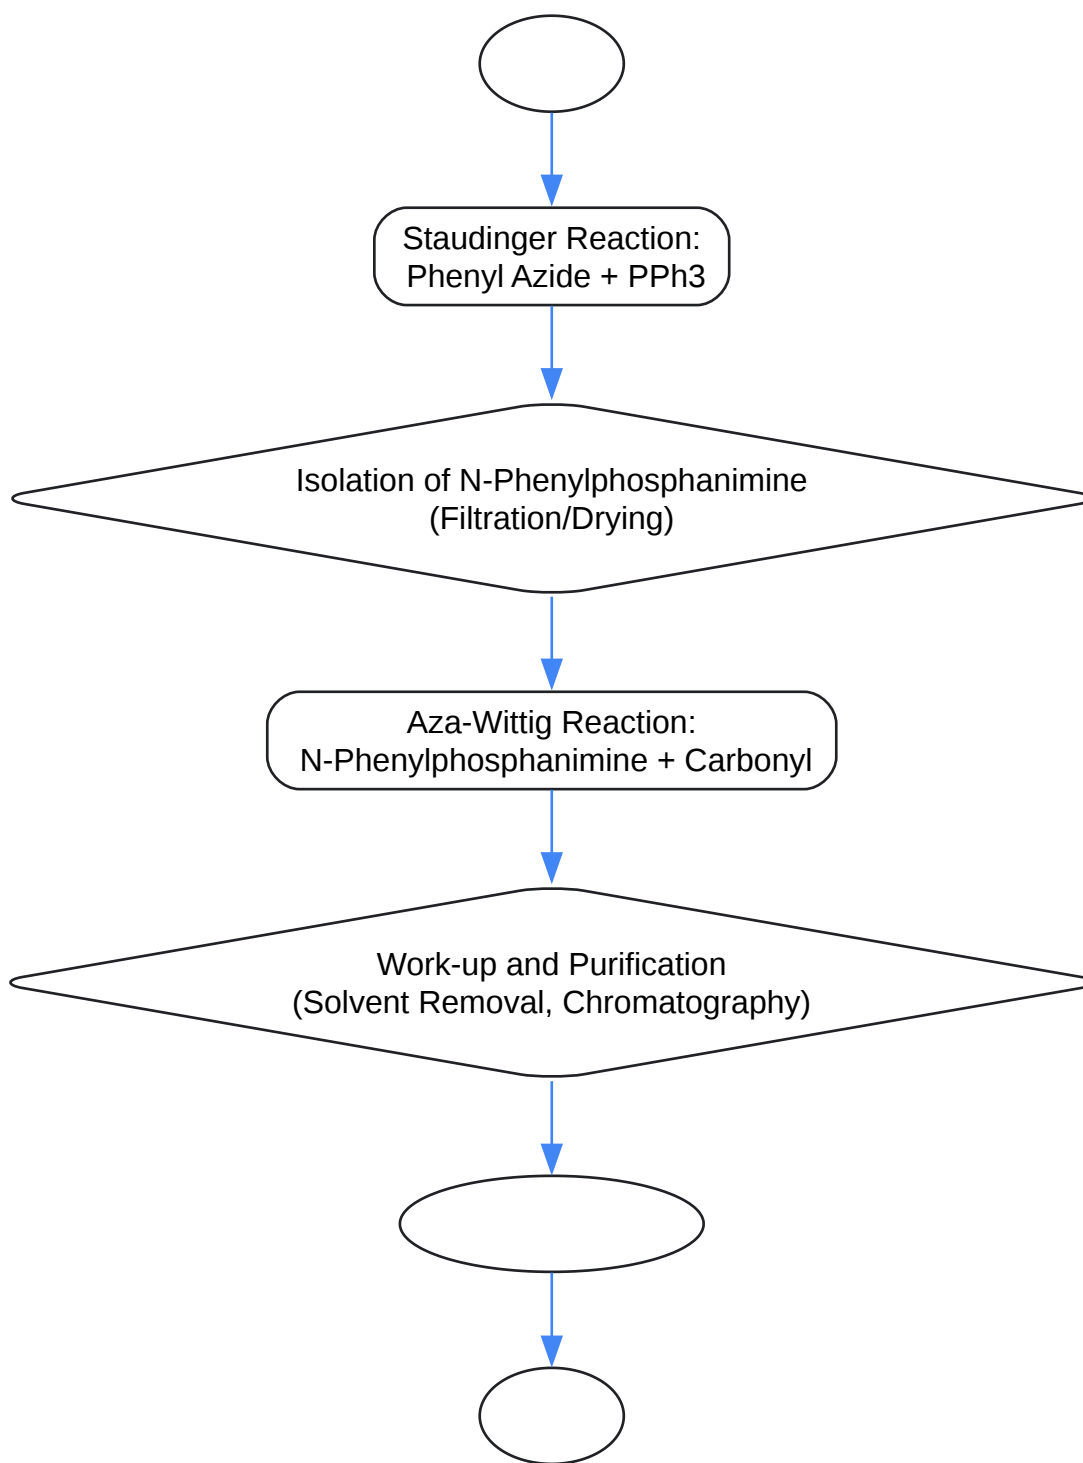 Staudinger Reaction:
Phenyl Azide + PPh3
Isolation of N-Phenylphosphanimine
(Filtration/Drying)
Aza-Wittig Reaction:
N-Phenylphosphanimine + Carbonyl
Work-up and Purification
(Solvent Removal, Chromatography)